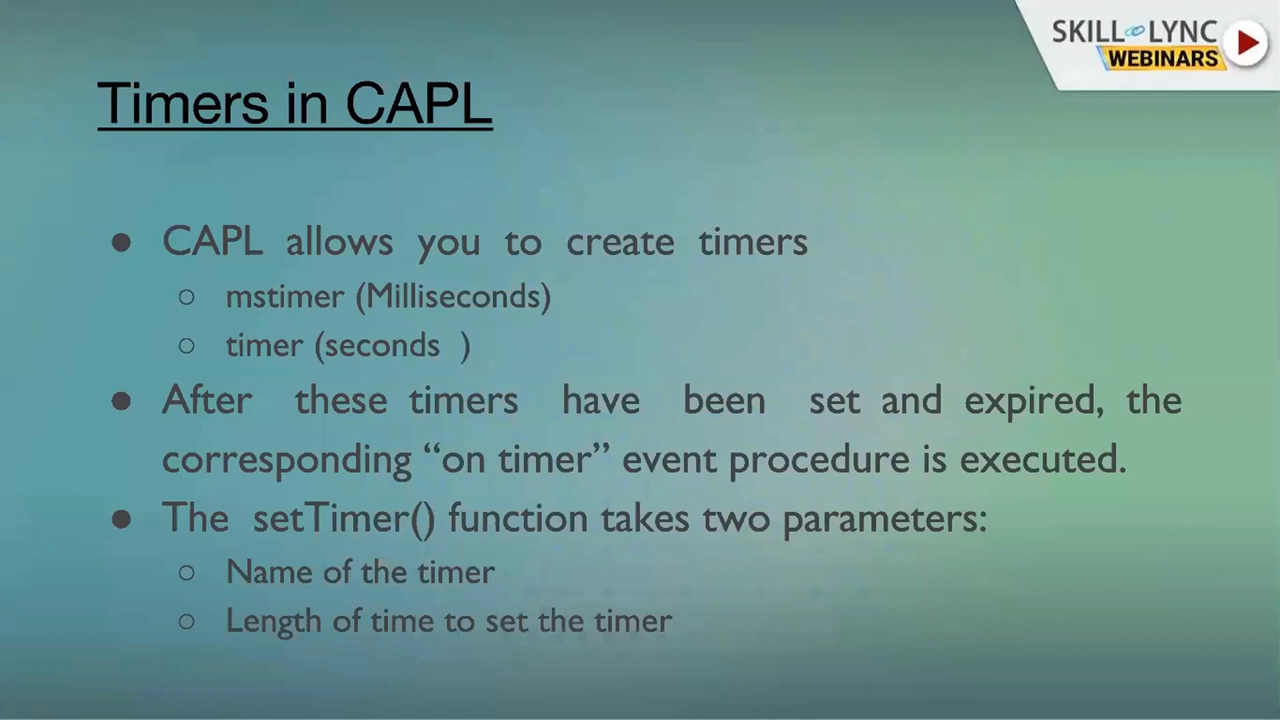 SKILL LYNC
WEBINARS
Timers in CAPL
● CAPL allows you to create timers
○ mstimer (Milliseconds)
○ timer (seconds )
● After these timers have been set and expired, the
corresponding “on timer” event procedure is executed.
● The setTimer() function takes two parameters:
○ Name of the timer
○ Length of time to set the timer